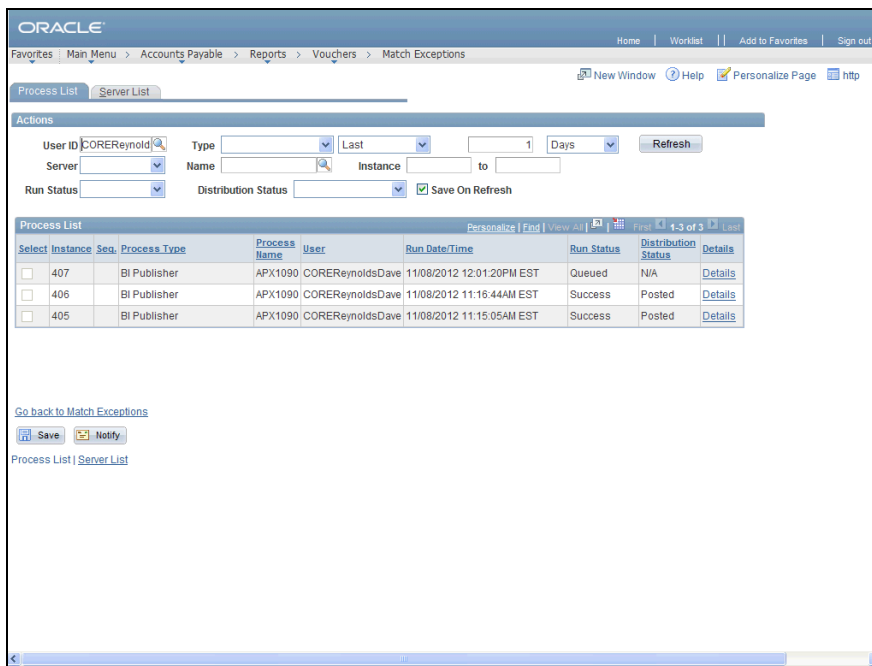 ORACLE
Home | Worklist | | Add to Favorites | Sign out
Favorites Main Menu > Accounts Payable > Reports > Vouchers > Match Exceptions
New Window Help Personalize Page http
Process List Server List
Actions
User ID COREReynold Type Last 1 Days Refresh
Server Name Instance to
Run Status Distribution Status Save On Refresh
Process List Personalize | Find | View All | | First 1-3 of 3 Last
Select Instance Seq. Process Type Process Name User Run Date/Time Run Status Distribution Status Details
407 BI Publisher APX1090 COREReynoldsDave 11/08/2012 12:01:20PM EST Queued N/A Details
406 BI Publisher APX1090 COREReynoldsDave 11/08/2012 11:16:44AM EST Success Posted Details
405 BI Publisher APX1090 COREReynoldsDave 11/08/2012 11:15:05AM EST Success Posted Details
Go back to Match Exceptions
Save Notify
Process List | Server List